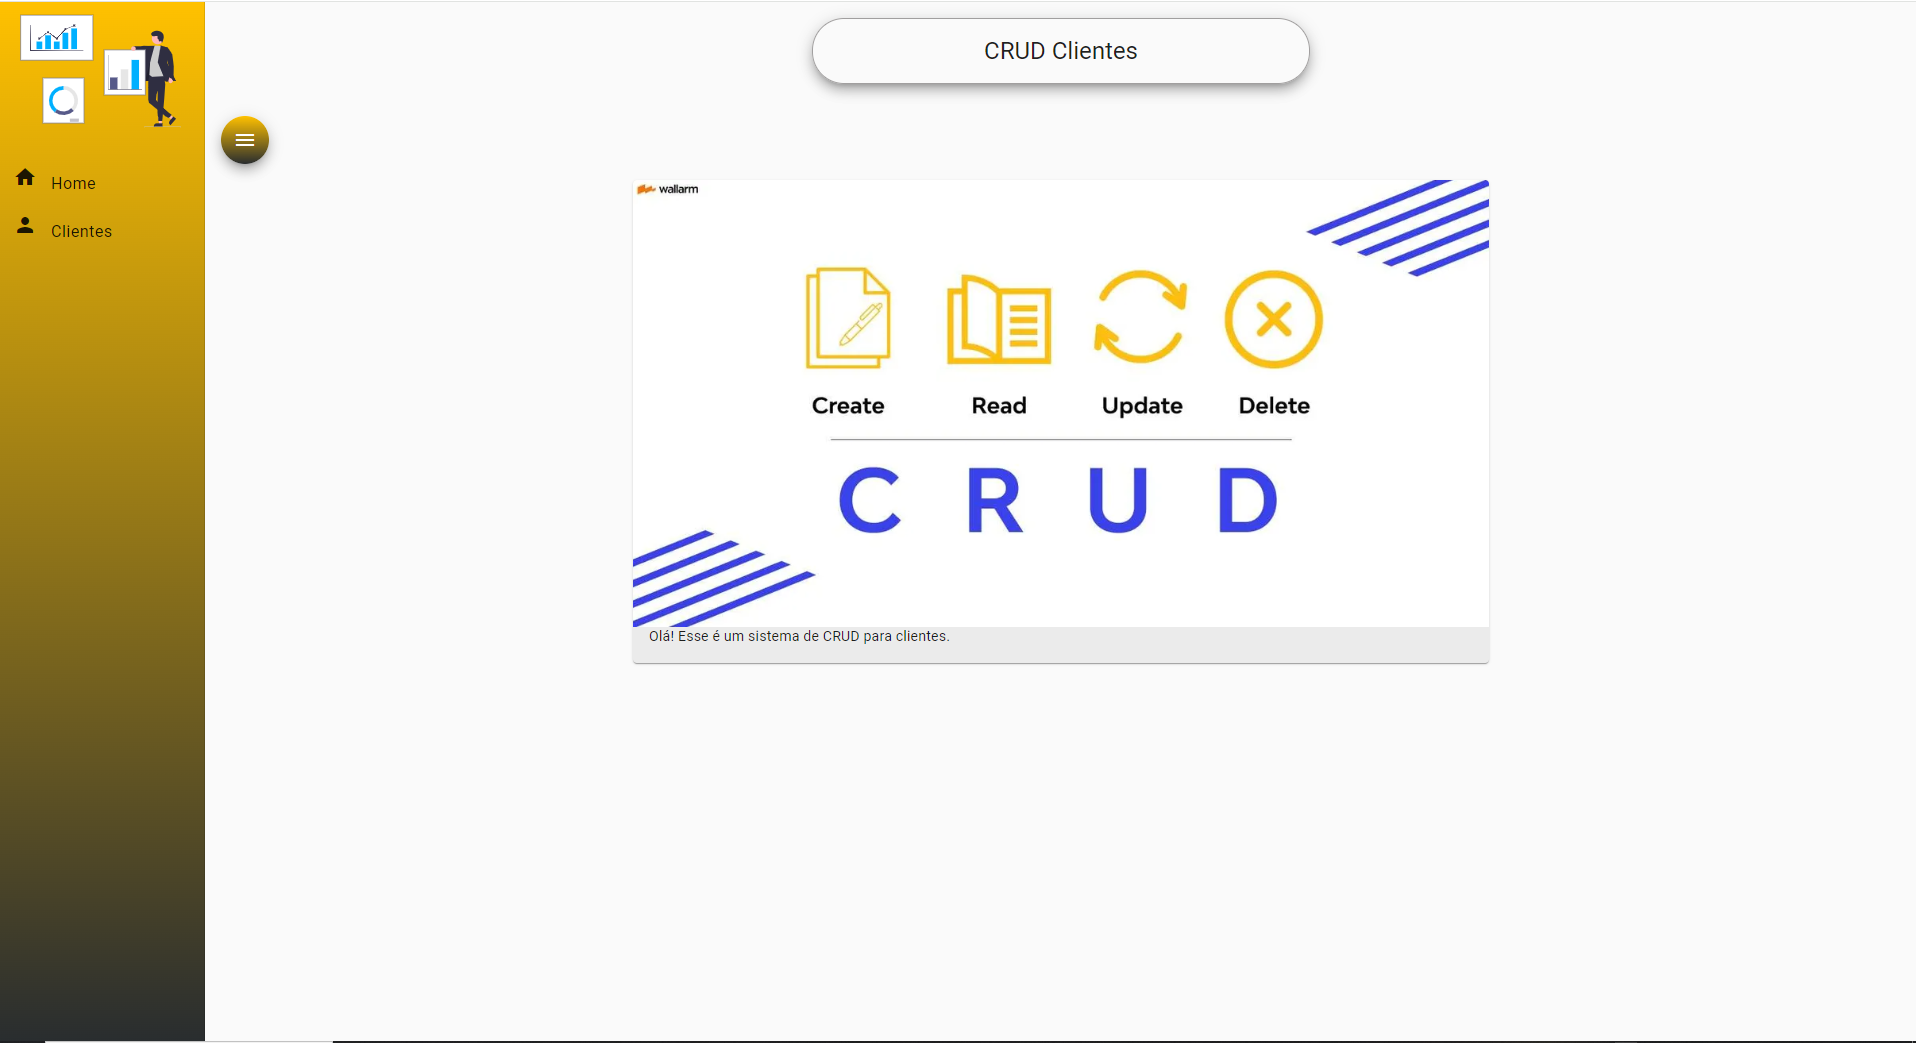 CRUD Clientes
Home
Clientes
wallarm
Create Read Update Delete
C R U D
Olá! Esse é um sistema de CRUD para clientes.